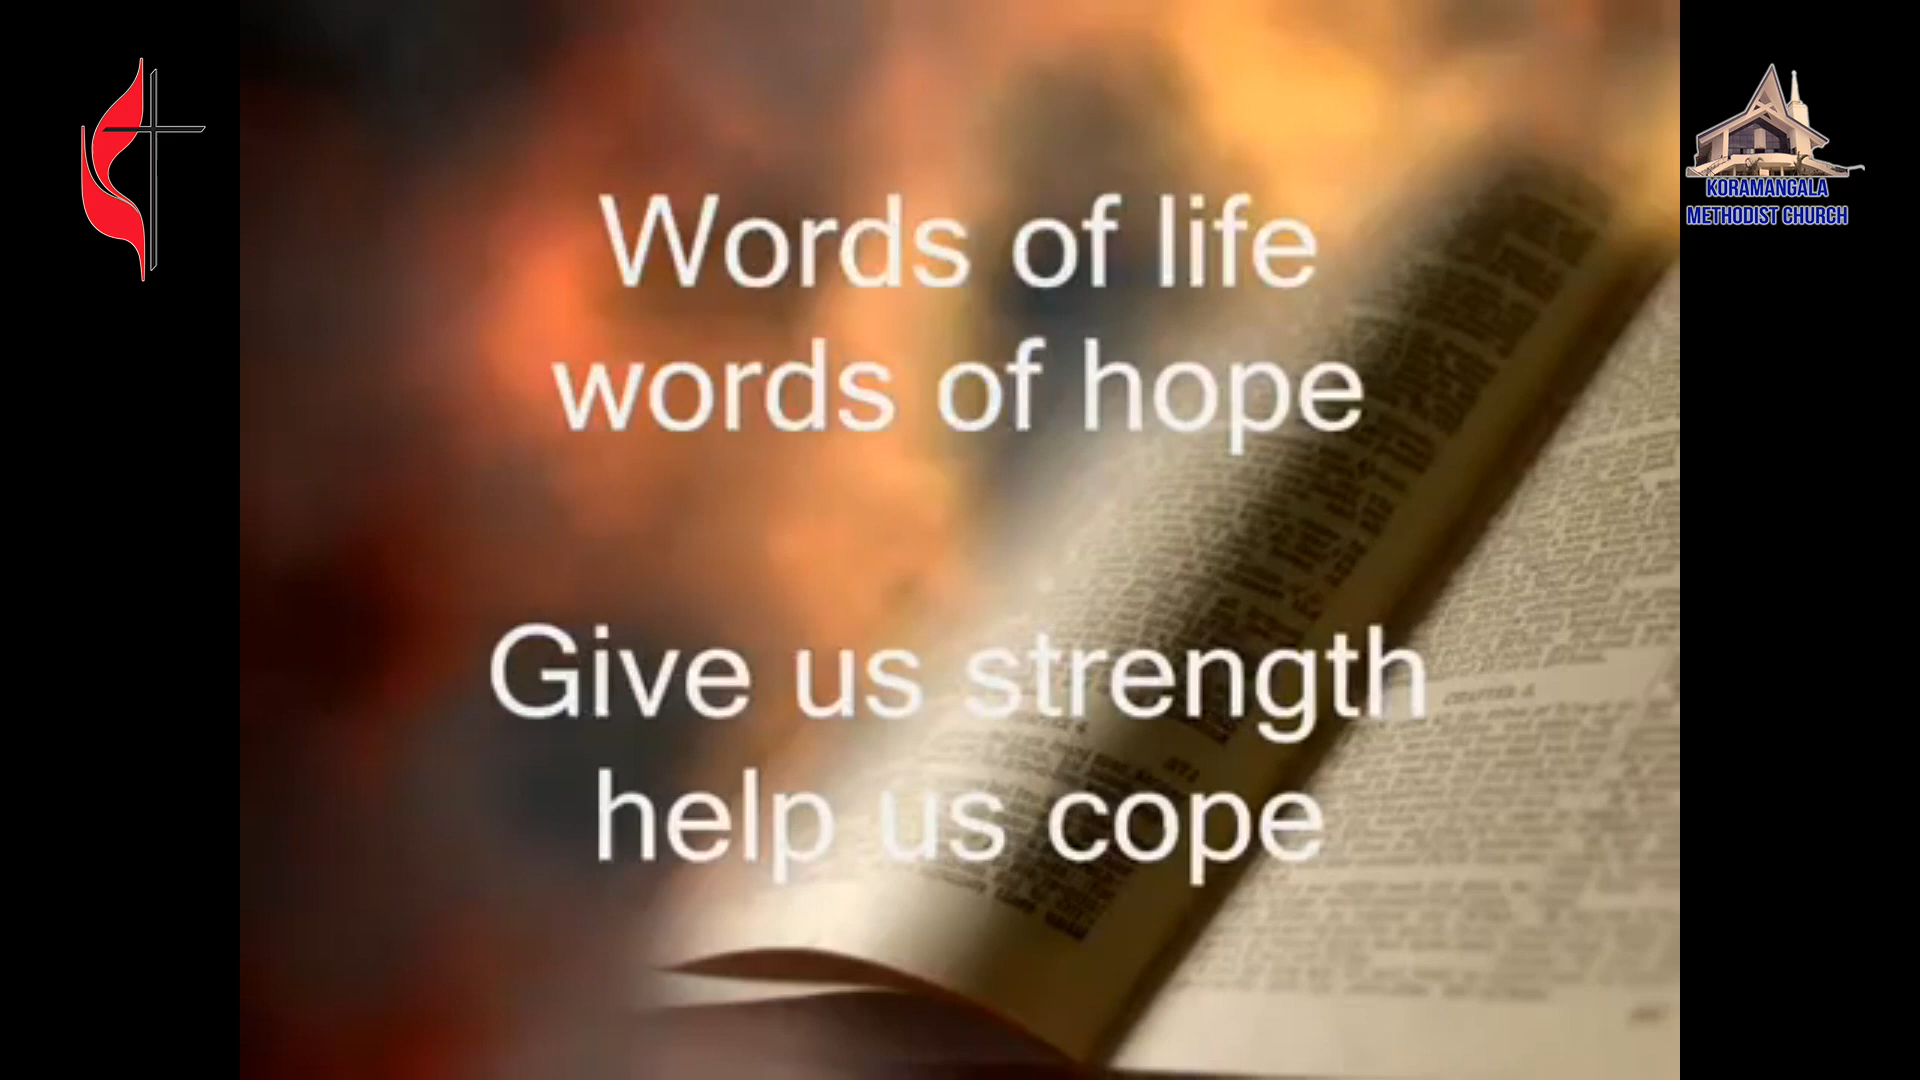 Words of life
words of hope
Give us strength
help us cope
KORAMANGALA
METHODIST CHURCH